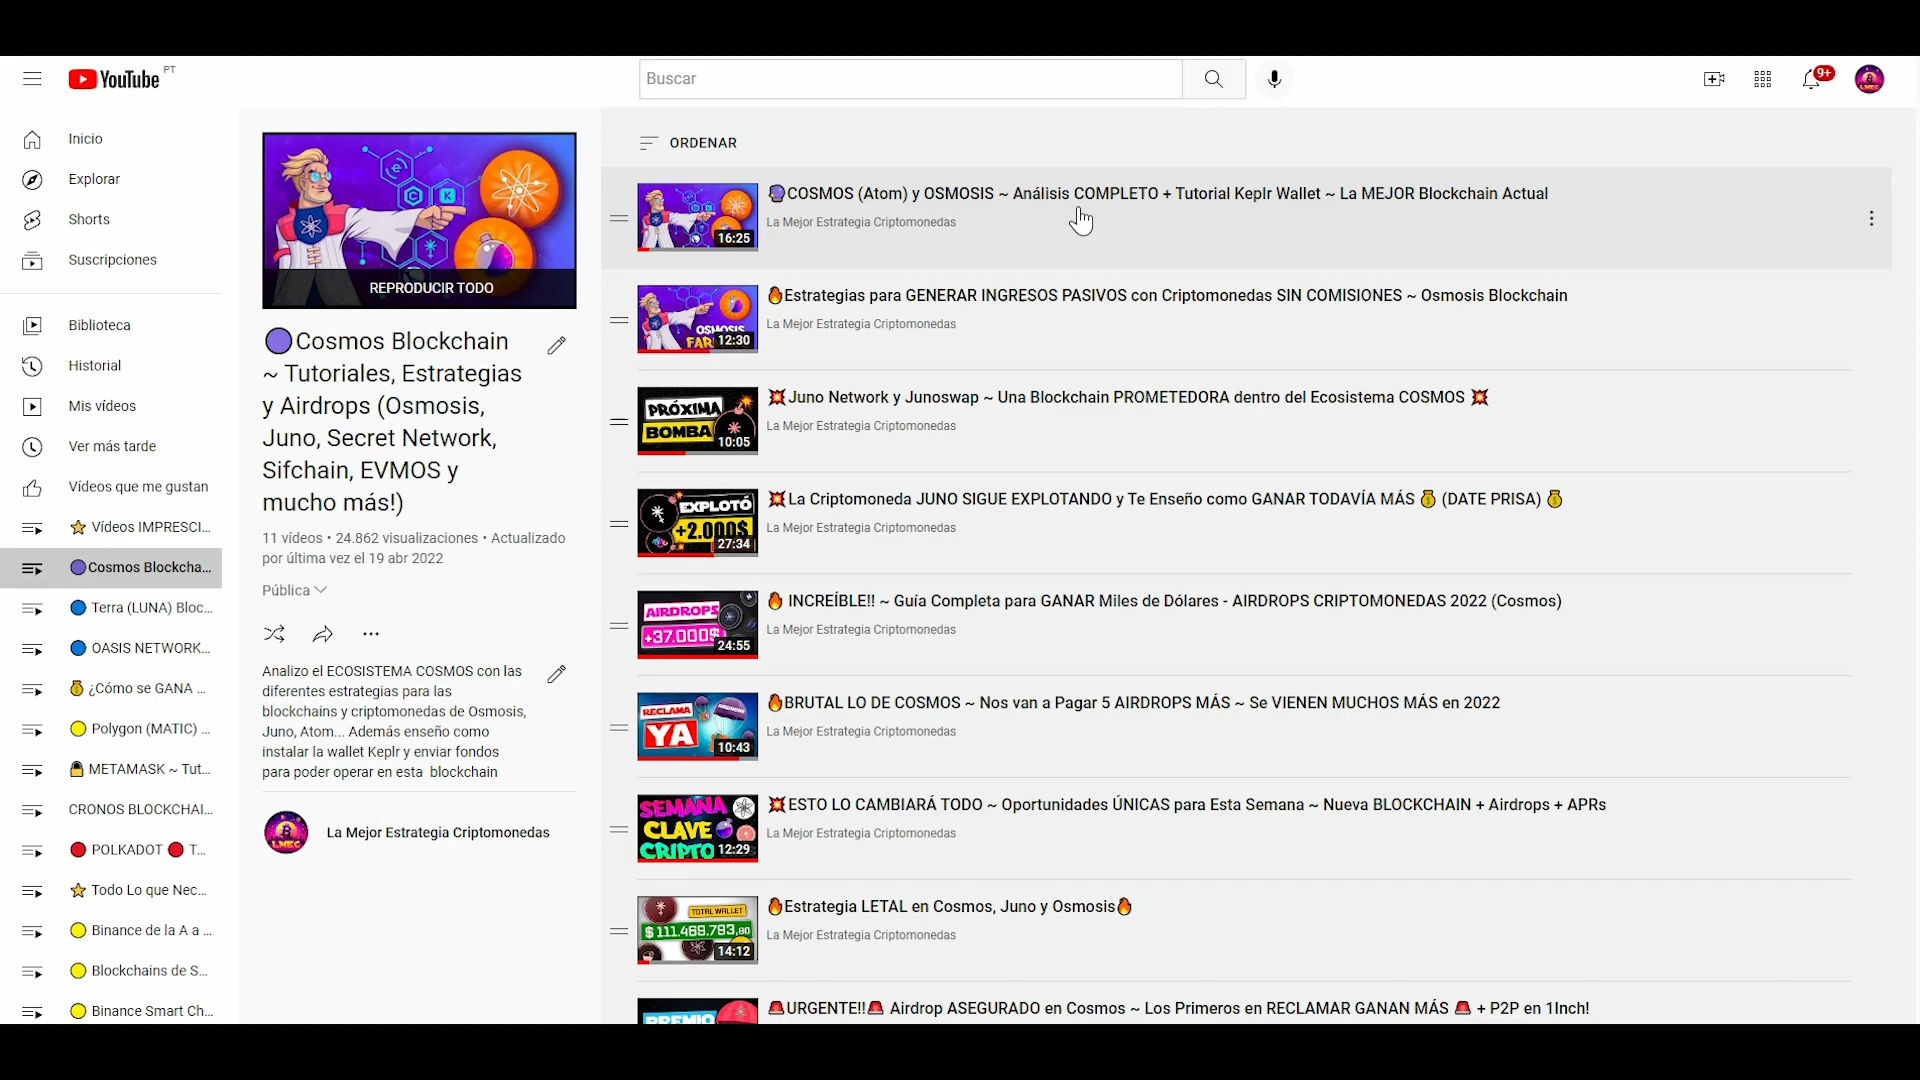 YouTube PT
Buscar
9+
Inicio
Explorar
Shorts
Suscripciones
Biblioteca
Historial
Mis vídeos
Ver más tarde
Vídeos que me gustan
⭐ Vídeos IMPRESCI...
🟣Cosmos Blockcha...
🔵 Terra (LUNA) Bloc...
🔵 OASIS NETWORK...
💰 ¿Cómo se GANA ...
🟡 Polygon (MATIC) ...
🔒 METAMASK ~ Tut...
CRONOS BLOCKCHAI...
🔴 POLKADOT 🔴 T...
⭐ Todo Lo que Nec...
🟡 Binance de la A a ...
🟡 Blockchains de S...
🟡 Binance Smart Ch...
REPRODUCIR TODO
🟣Cosmos Blockchain
~ Tutoriales, Estrategias
y Airdrops (Osmosis,
Juno, Secret Network,
Sifchain, EVMOS y
mucho más!)
11 vídeos • 24.862 visualizaciones • Actualizado
por última vez el 19 abr 2022
Pública
Analizo el ECOSISTEMA COSMOS con las
diferentes estrategias para las
blockchains y criptomonedas de Osmosis,
Juno, Atom... Además enseño como
instalar la wallet Keplr y enviar fondos
para poder operar en esta blockchain
LMEC
La Mejor Estrategia Criptomonedas
ORDENAR
16:25
🔮COSMOS (Atom) y OSMOSIS ~ Análisis COMPLETO + Tutorial Keplr Wallet ~ La MEJOR Blockchain Actual
La Mejor Estrategia Criptomonedas
OSMOSIS
FAR
12:30
🔥Estrategias para GENERAR INGRESOS PASIVOS con Criptomonedas SIN COMISIONES ~ Osmosis Blockchain
La Mejor Estrategia Criptomonedas
PRÓXIMA
BOMBA
10:05
💥Juno Network y Junoswap ~ Una Blockchain PROMETEDORA dentro del Ecosistema COSMOS 💥
La Mejor Estrategia Criptomonedas
EXPLOTÓ
+2.000$
27:34
💥La Criptomoneda JUNO SIGUE EXPLOTANDO y Te Enseño como GANAR TODAVÍA MÁS 💰 (DATE PRISA) 💰
La Mejor Estrategia Criptomonedas
AIRDROPS
+37.000$
24:55
🔥 INCREÍBLE!! ~ Guía Completa para GANAR Miles de Dólares - AIRDROPS CRIPTOMONEDAS 2022 (Cosmos)
La Mejor Estrategia Criptomonedas
RECLAMA
YA
10:43
🔥BRUTAL LO DE COSMOS ~ Nos van a Pagar 5 AIRDROPS MÁS ~ Se VIENEN MUCHOS MÁS en 2022
La Mejor Estrategia Criptomonedas
SEMANA
CLAVE
CRIPTO
12:29
💥ESTO LO CAMBIARÁ TODO ~ Oportunidades ÚNICAS para Esta Semana ~ Nueva BLOCKCHAIN + Airdrops + APRs
La Mejor Estrategia Criptomonedas
TOTAL WALLET
$111.469.793,80
14:12
🔥Estrategia LETAL en Cosmos, Juno y Osmosis🔥
La Mejor Estrategia Criptomonedas
PREMIO
🚨URGENTE!!🚨 Airdrop ASEGURADO en Cosmos ~ Los Primeros en RECLAMAR GANAN MÁS 🚨 + P2P en 1Inch!